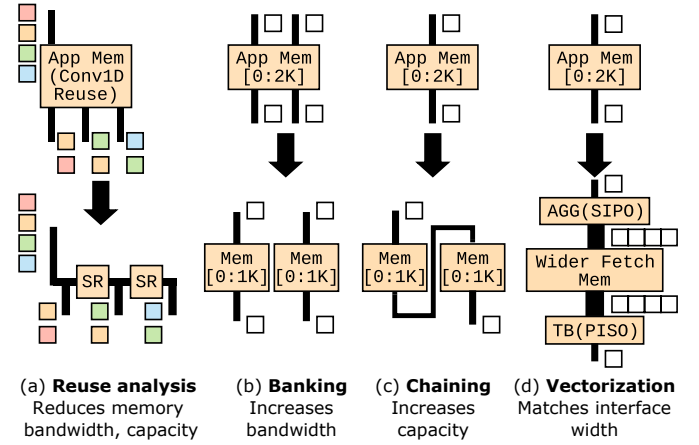 App Mem
(Conv1D
Reuse)
SR
SR
(a) Reuse analysis
Reduces memory
bandwidth, capacity
App Mem
[0:2K]
Mem
[0:1K]
Mem
[0:1K]
(b) Banking
Increases
bandwidth
App Mem
[0:2K]
Mem
[0:1K]
Mem
[0:1K]
(c) Chaining
Increases
capacity
App Mem
[0:2K]
AGG(SIPO)
Wider Fetch
Mem
TB(PISO)
(d) Vectorization
Matches interface
width